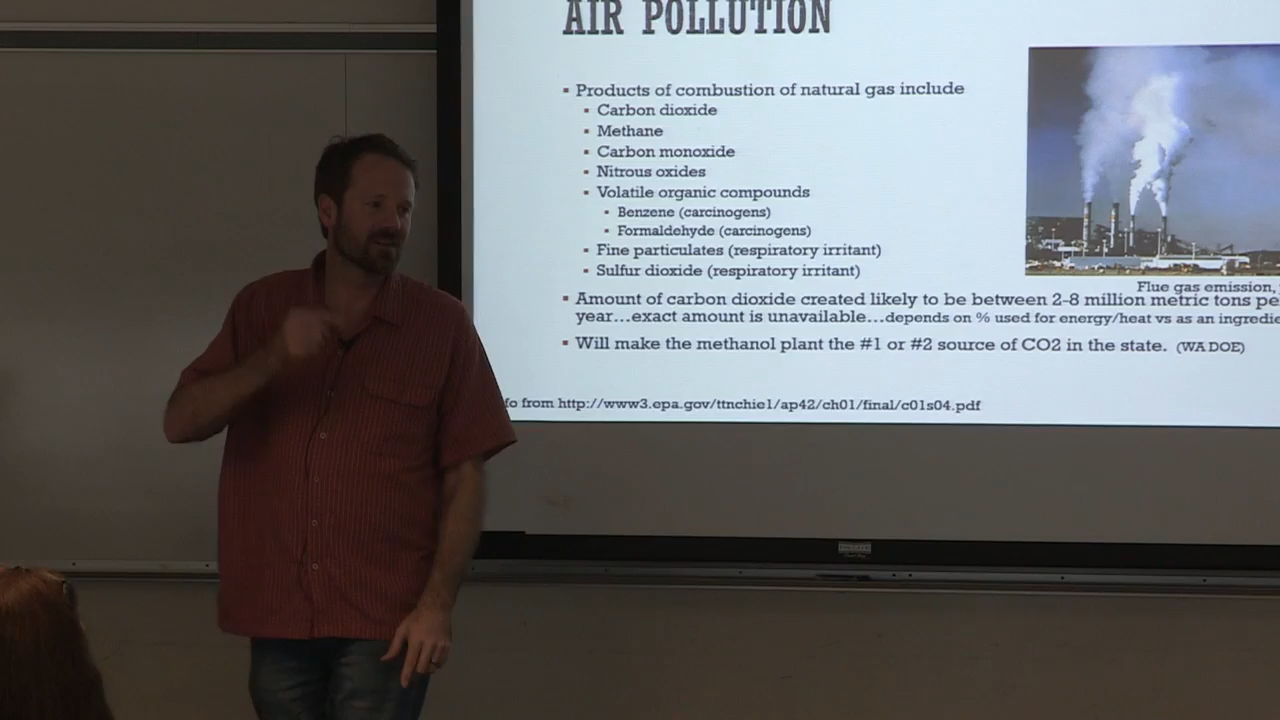 AIR POLLUTION
▪ Products of combustion of natural gas include
▪ Carbon dioxide
▪ Methane
▪ Carbon monoxide
▪ Nitrous oxides
▪ Volatile organic compounds
▪ Benzene (carcinogens)
▪ Formaldehyde (carcinogens)
▪ Fine particulates (respiratory irritant)
▪ Sulfur dioxide (respiratory irritant)
Flue gas emission,
▪ Amount of carbon dioxide created likely to be between 2-8 million metric tons pe
year...exact amount is unavailable...depends on % used for energy/heat vs as an ingredie
▪ Will make the methanol plant the #1 or #2 source of CO2 in the state. (WA DOE)
fo from http://www3.epa.gov/ttnchie1/ap42/ch01/final/c01s04.pdf